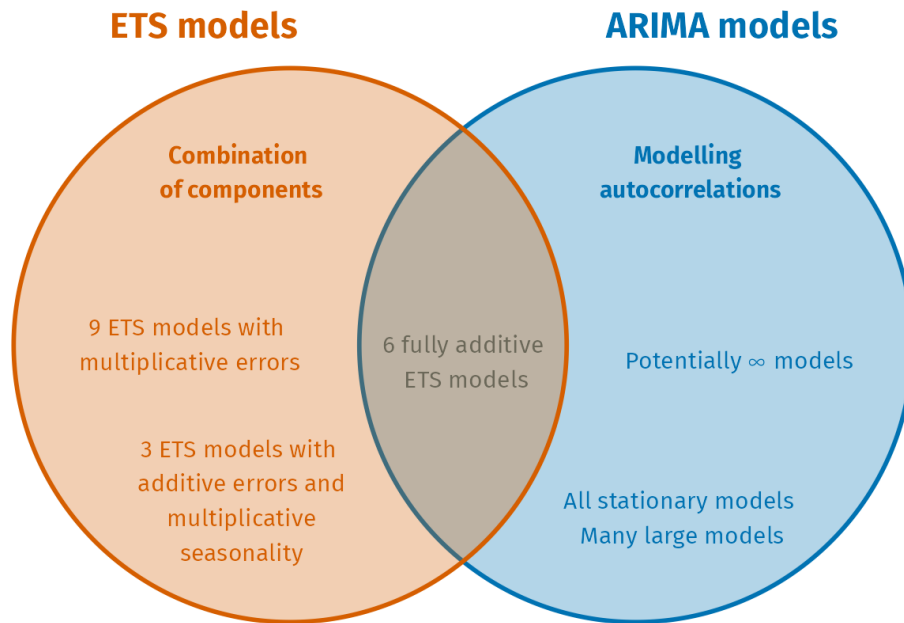 ETS models
ARIMA models
Combination
of components
Modelling
autocorrelations
9 ETS models with
multiplicative errors
6 fully additive
ETS models
Potentially ∞ models
3 ETS models with
additive errors and
multiplicative
seasonality
All stationary models
Many large models